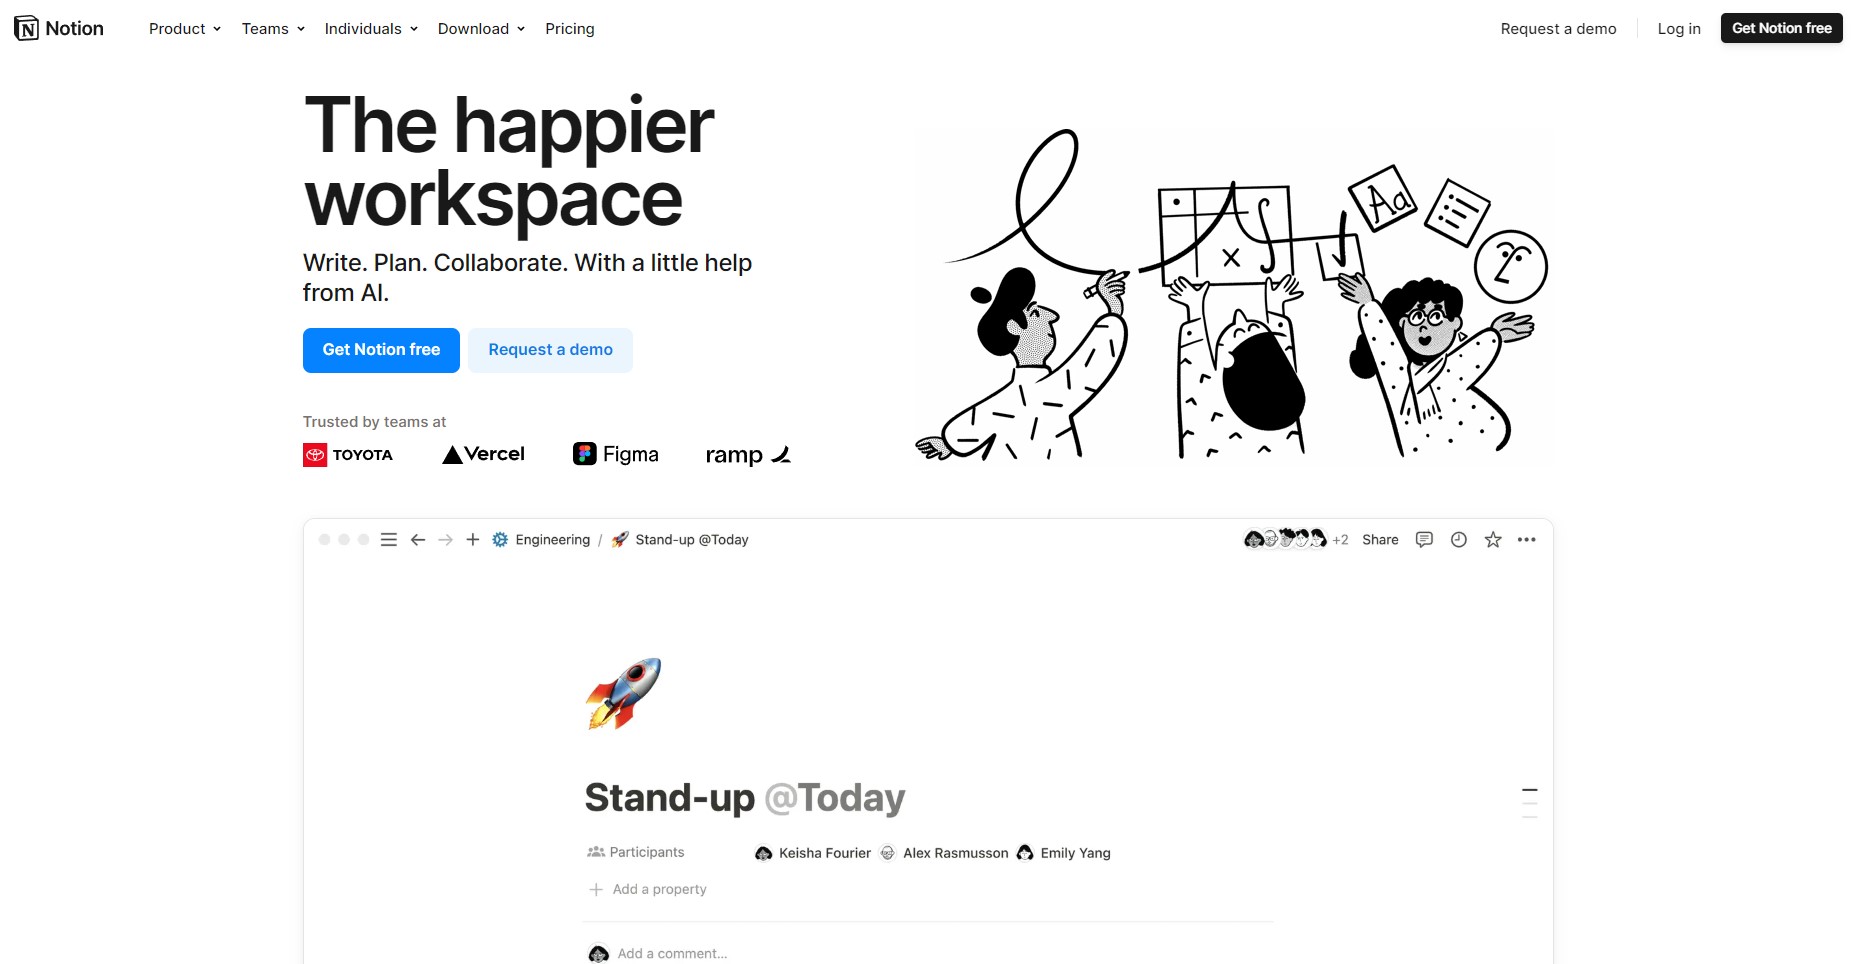 Notion
Product
Teams
Individuals
Download
Pricing
Request a demo
Log in
Get Notion free
The happier
workspace
Write. Plan. Collaborate. With a little help
from AI.
Get Notion free
Request a demo
Trusted by teams at
TOYOTA
Vercel
Figma
ramp
Aa
Engineering / Stand-up @Today
+2
Share
Stand-up @Today
Participants
Keisha Fourier
Alex Rasmusson
Emily Yang
Add a property
Add a comment...